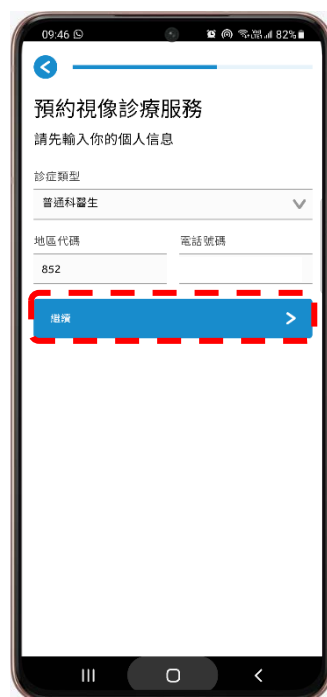 09:46 82%
預約視像診療服務
請先輸入你的個人信息
診症類型
普通科醫生
地區代碼 電話號碼
852
繼續